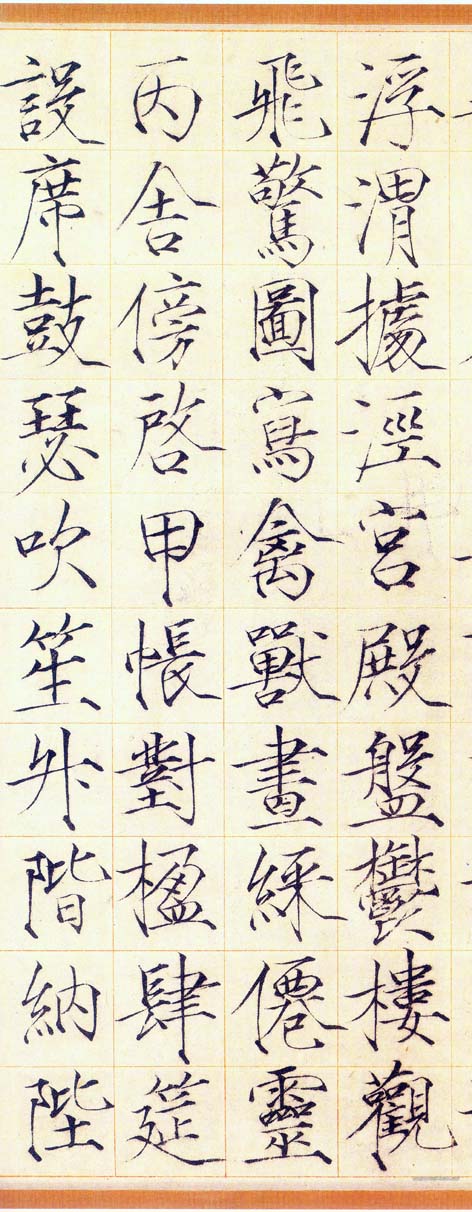 浮渭據涇宮殿盤鬱樓觀
飛驚圖寫禽獸畫綵僊靈
丙舍傍啓甲帳對楹肆筵
設席鼓瑟吹笙升階納陛